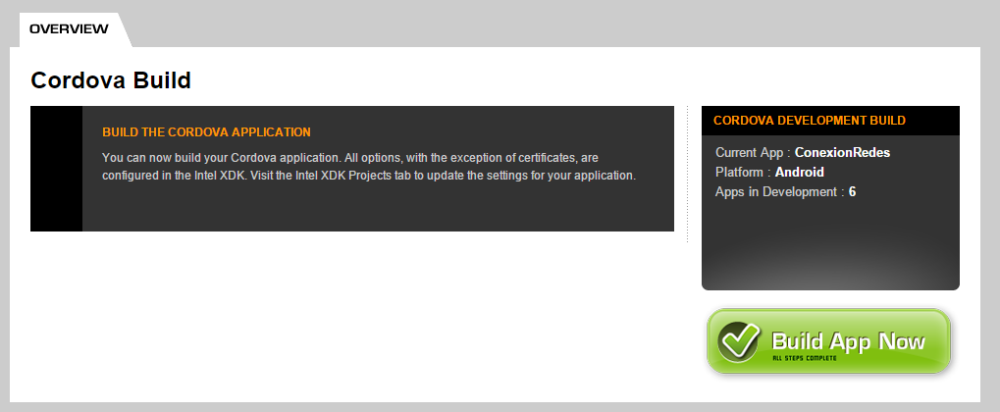 OVERVIEW
Cordova Build
BUILD THE CORDOVA APPLICATION
You can now build your Cordova application. All options, with the exception of certificates, are
configured in the Intel XDK. Visit the Intel XDK Projects tab to update the settings for your application.
CORDOVA DEVELOPMENT BUILD
Current App : ConexionRedes
Platform : Android
Apps in Development : 6
Build App Now
ALL STEPS COMPLETE